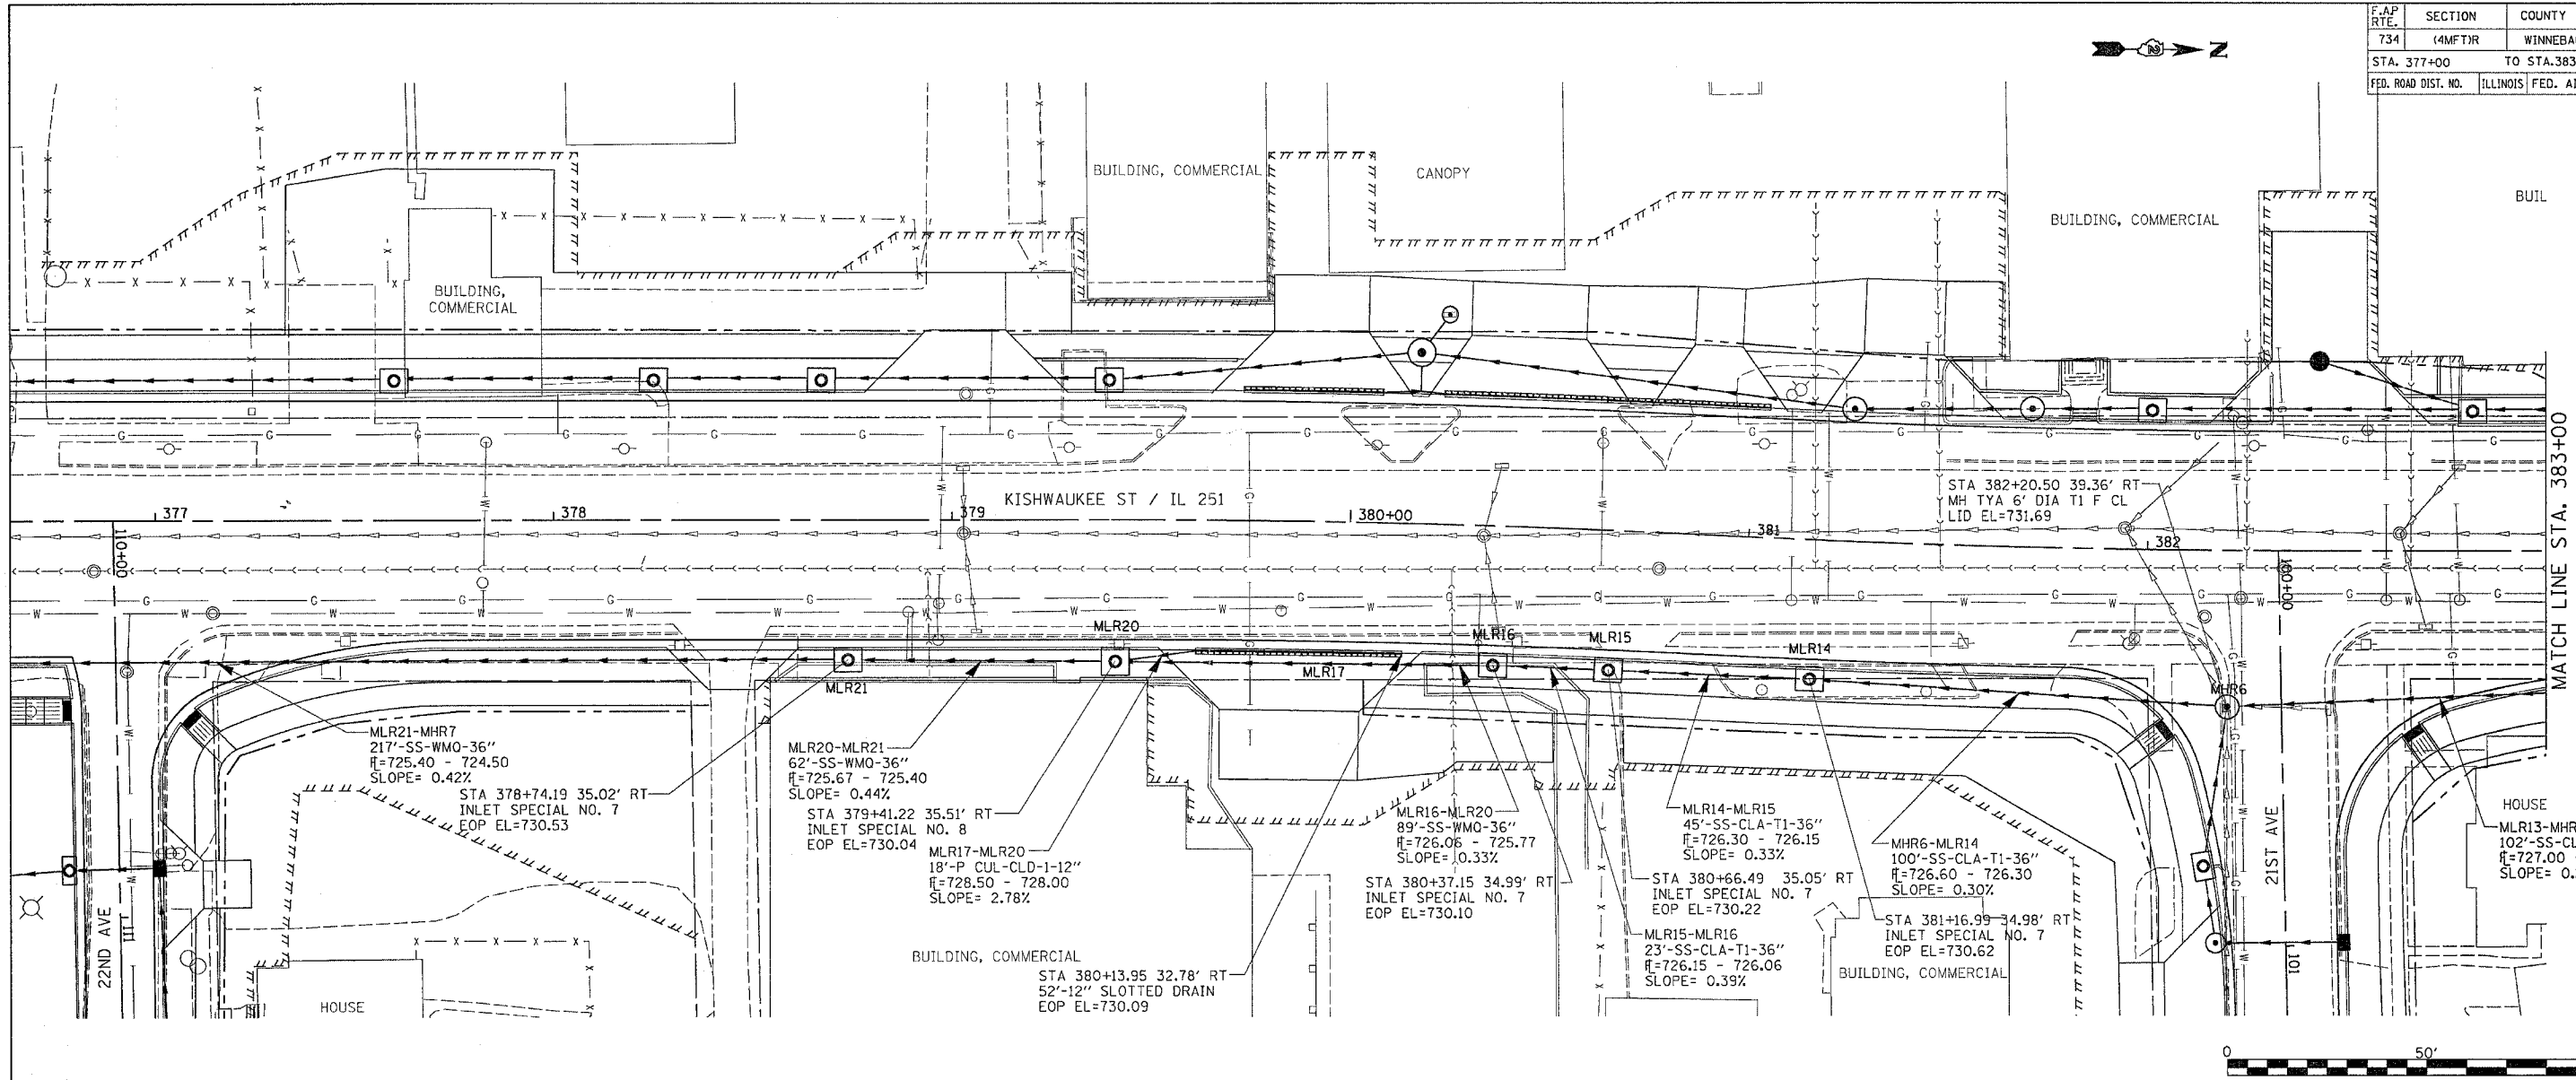 F.A.P RTE. SECTION COUNTY
734 (4MFT)R
STA. 377+00 TO STA.383
FED. ROAD DIST. NO. ILLINOIS FED.
N
BUILDING, COMMERCIAL
CANOPY
BUILDING, COMMERCIAL
BUILDING,
COMMERCIAL
MATCH LINE STA. 383+00
KISHWAUKEE ST / IL 251
377
378
379
380+00
381
382
110+00
100+00
STA 382+20.50 39.36' RT
MH TYA 6' DIA T1 F CL
LID EL=731.69
MLR20
MLR21
MLR17
MLR16
MLR15
MLR14
MHR6
MLR21-MHR7
217'-SS-WMQ-36"
FL=725.40 - 724.50
SLOPE= 0.42%
STA 378+74.19 35.02' RT
INLET SPECIAL NO. 7
EOP EL=730.53
MLR20-MLR21
62'-SS-WMQ-36"
FL=725.67 - 725.40
SLOPE= 0.44%
STA 379+41.22 35.51' RT
INLET SPECIAL NO. 8
EOP EL=730.04
MLR17-MLR20
18'-P CUL-CLD-1-12"
FL=728.50 - 728.00
SLOPE= 2.78%
BUILDING, COMMERCIAL
STA 380+13.95 32.78' RT
52'-12" SLOTTED DRAIN
EOP EL=730.09
MLR16-MLR20
89'-SS-WMQ-36"
FL=726.06 - 725.77
SLOPE= 0.33%
STA 380+37.15 34.99' RT
INLET SPECIAL NO. 7
EOP EL=730.10
MLR14-MLR15
45'-SS-CLA-T1-36"
FL=726.30 - 726.15
SLOPE= 0.33%
STA 380+66.49 35.05' RT
INLET SPECIAL NO. 7
EOP EL=730.22
MLR15-MLR16
23'-SS-CLA-T1-36"
FL=726.15 - 726.06
SLOPE= 0.39%
MHR6-MLR14
100'-SS-CLA-T1-36"
FL=726.60 - 726.30
SLOPE= 0.30%
STA 381+16.99 34.98' RT
INLET SPECIAL NO. 7
EOP EL=730.62
BUILDING, COMMERCIAL
HOUSE
MLR13-MHR
102'-SS-CL
FL=727.00
SLOPE= 0.
22ND AVE
111
21ST AVE
101
HOUSE
0 50'